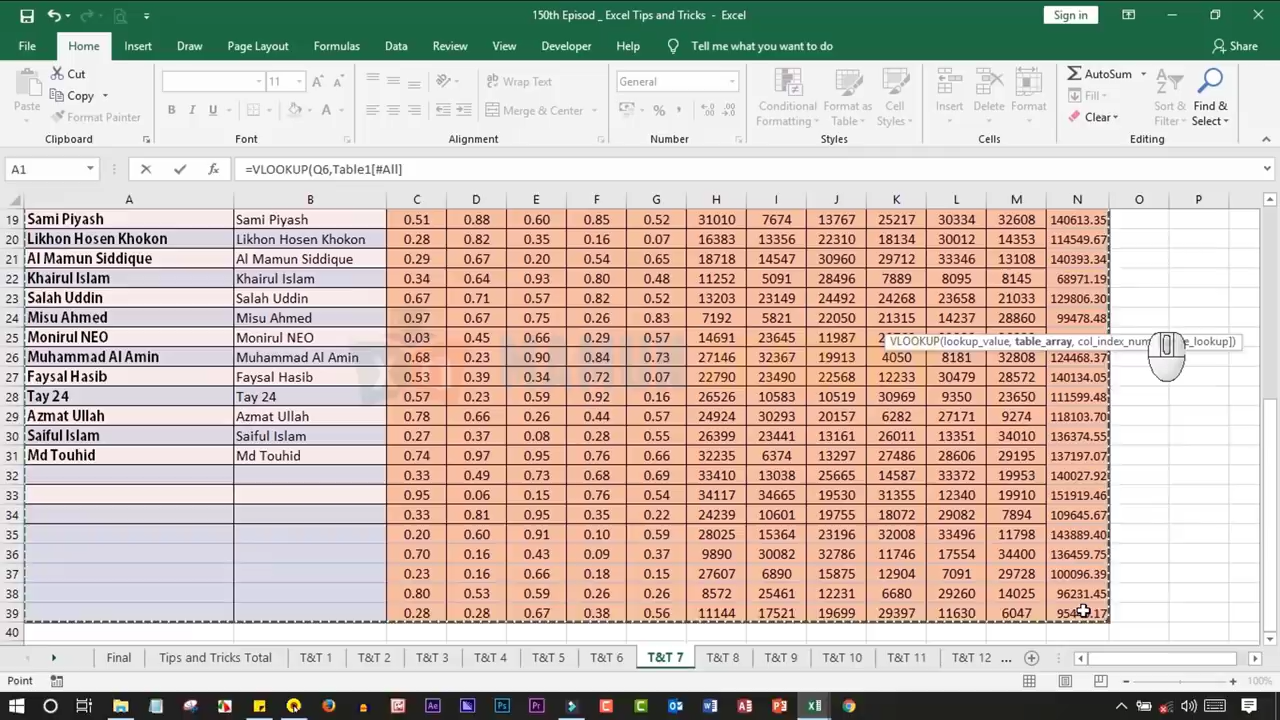 150th Episod _ Excel Tips and Tricks - Excel
Sign in
File Home Insert Draw Page Layout Formulas Data Review View Developer Help Tell me what you want to do Share
Paste Cut Copy Format Painter
11
Wrap Text
Merge & Center
General
Conditional Formatting Format as Table Cell Styles
Insert Delete Format
AutoSum Fill Clear
Sort & Filter Find & Select
Clipboard Font Alignment Number Styles Cells Editing
A1 =VLOOKUP(Q6,Table1[#All]
A B C D E F G H I J K L M N O P
19 Sami Piyash Sami Piyash 0.51 0.88 0.60 0.85 0.52 31010 7674 13767 25217 30334 32608 140613.35
20 Likhon Hosen Khokon Likhon Hosen Khokon 0.28 0.82 0.35 0.16 0.07 16383 13356 22310 18134 30012 14353 114549.67
21 Al Mamun Siddique Al Mamun Siddique 0.29 0.67 0.20 0.54 0.65 18718 14547 30960 29712 33346 13108 140393.34
22 Khairul Islam Khairul Islam 0.34 0.64 0.93 0.80 0.48 11252 5091 28496 7889 8095 8145 68971.19
23 Salah Uddin Salah Uddin 0.67 0.71 0.57 0.82 0.52 13203 23149 24492 24268 23658 21033 129806.30
24 Misu Ahmed Misu Ahmed 0.97 0.67 0.76 0.25 0.83 7192 5821 22050 21315 14237 28860 99478.48
25 Monirul NEO Monirul NEO 0.03 0.45 0.66 0.29 0.57 14691 23645 11987
VLOOKUP(lookup_value, table_array,
26 Muhammad Al Amin Muhammad Al Amin 0.68 0.23 0.90 0.84 0.73 27146 32367 19913 4050 8181 32808 124468.37
27 Faysal Hasib Faysal Hasib 0.53 0.39 0.34 0.72 0.07 22790 23490 22568 12233 30479 28572 140134.05
28 Tay 24 Tay 24 0.57 0.23 0.59 0.92 0.16 26526 10583 10519 30969 9350 23650 111599.48
29 Azmat Ullah Azmat Ullah 0.78 0.66 0.26 0.44 0.57 24924 30293 20157 6282 27171 9274 118103.70
30 Saiful Islam Saiful Islam 0.27 0.37 0.08 0.28 0.55 26399 23441 13161 26011 13351 34010 136374.55
31 Md Touhid Md Touhid 0.74 0.97 0.95 0.76 0.66 32235 6374 13297 27486 28606 29195 137197.07
32 0.33 0.49 0.73 0.68 0.69 33410 13038 25665 14587 33372 19953 140027.92
33 0.95 0.06 0.15 0.76 0.54 34117 34665 19530 31355 12340 19910 151919.46
34 0.33 0.81 0.95 0.35 0.22 24239 10601 19755 18072 29082 7894 109645.67
35 0.20 0.60 0.91 0.10 0.59 28025 15364 23196 32008 33496 11798 143889.40
36 0.70 0.16 0.43 0.09 0.37 9890 30082 32786 11746 17554 34400 136459.75
37 0.23 0.16 0.66 0.18 0.15 27607 6890 15875 12904 7091 29728 100096.39
38 0.80 0.53 0.59 0.26 0.26 8572 25461 12231 6680 29260 14025 96231.45
39 0.28 0.28 0.67 0.38 0.56 11144 17521 19699 29397 11630 6047
40
Final Tips and Tricks Total T&T 1 T&T 2 T&T 3 T&T 4 T&T 5 T&T 6 T&T 7 T&T 8 T&T 9 T&T 10 T&T 11 T&T 12 ...
Point 100%